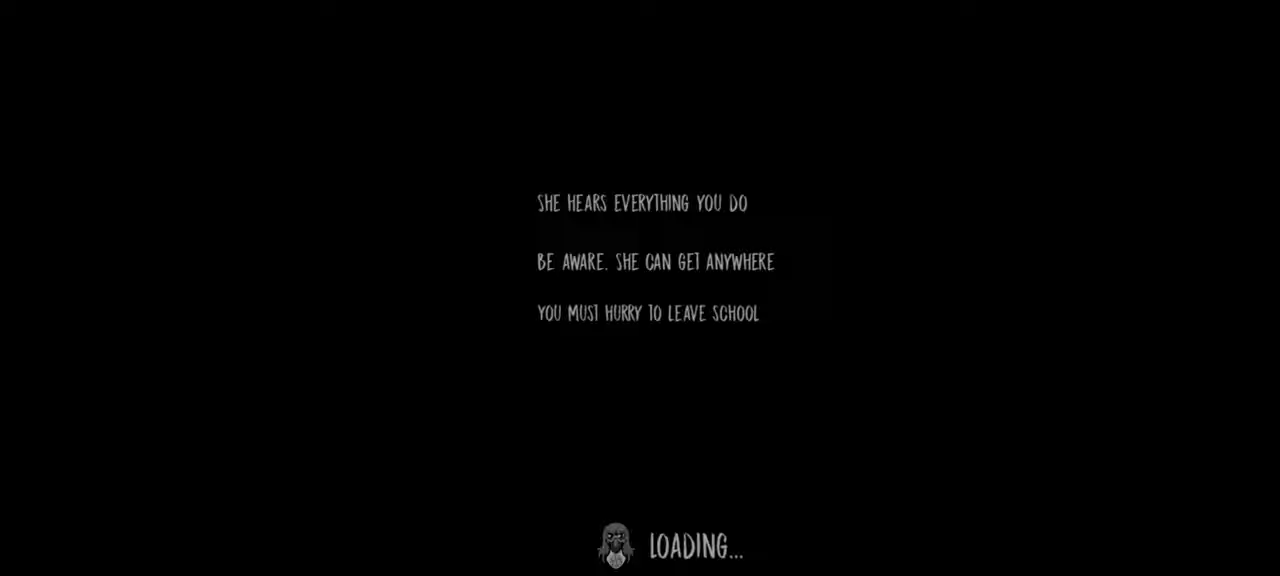 SHE HEARS EVERYTHING YOU DO
BE AWARE. SHE CAN GET ANYWHERE
YOU MUST HURRY TO LEAVE SCHOOL
LOADING...